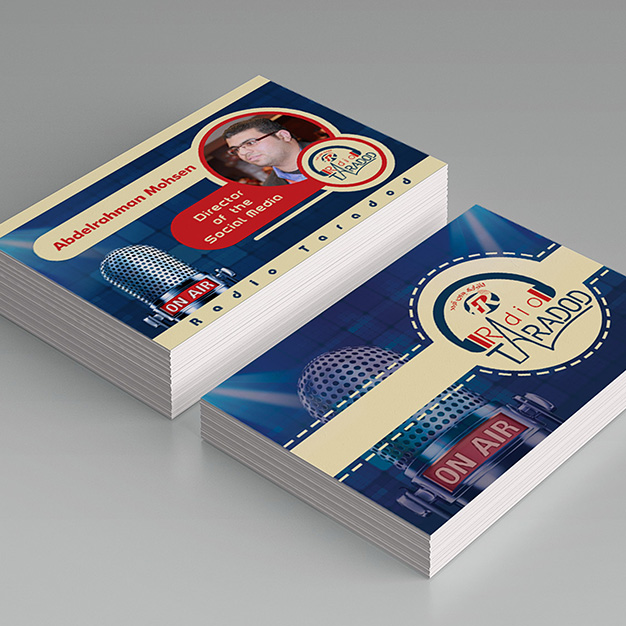 Abdelrahman Mohsen
Director
of the
Social Media
Radio
TARADOD
ON AIR
Radio Taradod
Radio
TARADOD
ON AIR